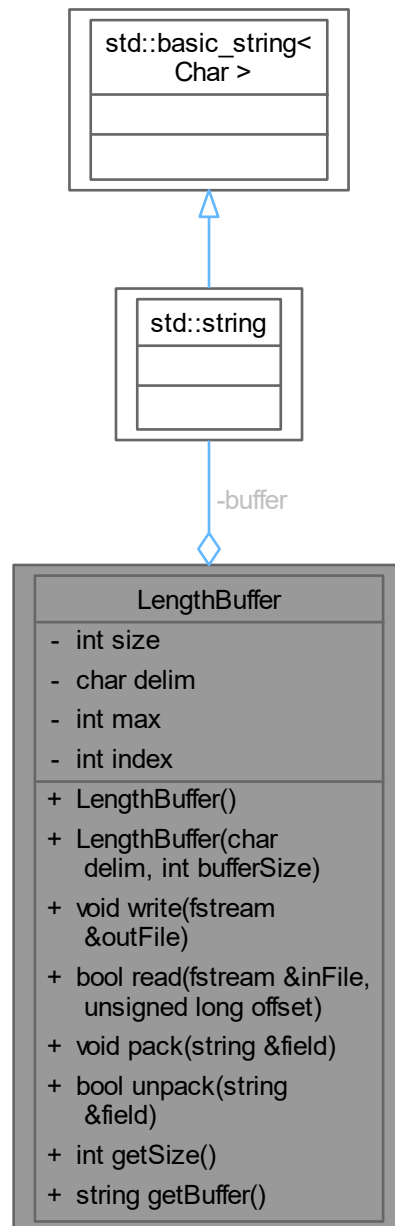 std::basic_string<
Char >
std::string
-buffer
LengthBuffer
- int size
- char delim
- int max
- int index
+ LengthBuffer()
+ LengthBuffer(char
delim, int bufferSize)
+ void write(fstream
&outFile)
+ bool read(fstream &inFile,
unsigned long offset)
+ void pack(string &field)
+ bool unpack(string
&field)
+ int getSize()
+ string getBuffer()